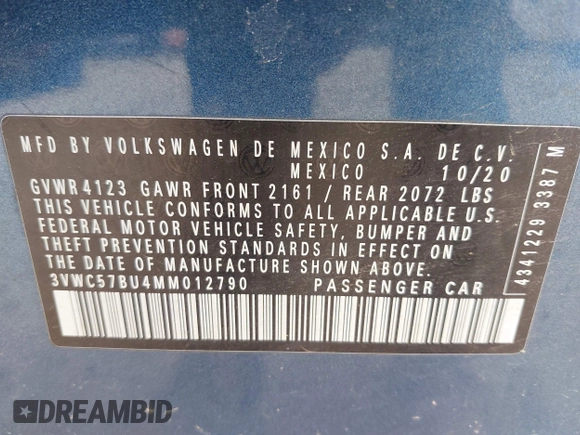 MFD BY VOLKSWAGEN DE MEXICO S.A. DE C.V.
MEXICO 10/20
GVWR 4123 GAWR FRONT 2161 / REAR 2072 LBS
THIS VEHICLE CONFORMS TO ALL APPLICABLE U.S.
FEDERAL MOTOR VEHICLE SAFETY, BUMPER AND
THEFT PREVENTION STANDARDS IN EFFECT ON
THE DATE OF MANUFACTURE SHOWN ABOVE.
3VWC57BU4MM012790 PASSENGER CAR
4341229 3387 M
DREAMBID